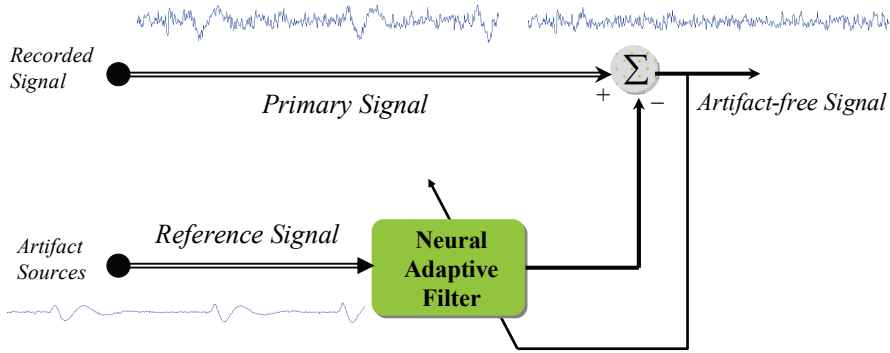 Recorded
Signal
Primary Signal
Σ
+
−
Artifact-free Signal
Artifact
Sources
Reference Signal
Neural
Adaptive
Filter